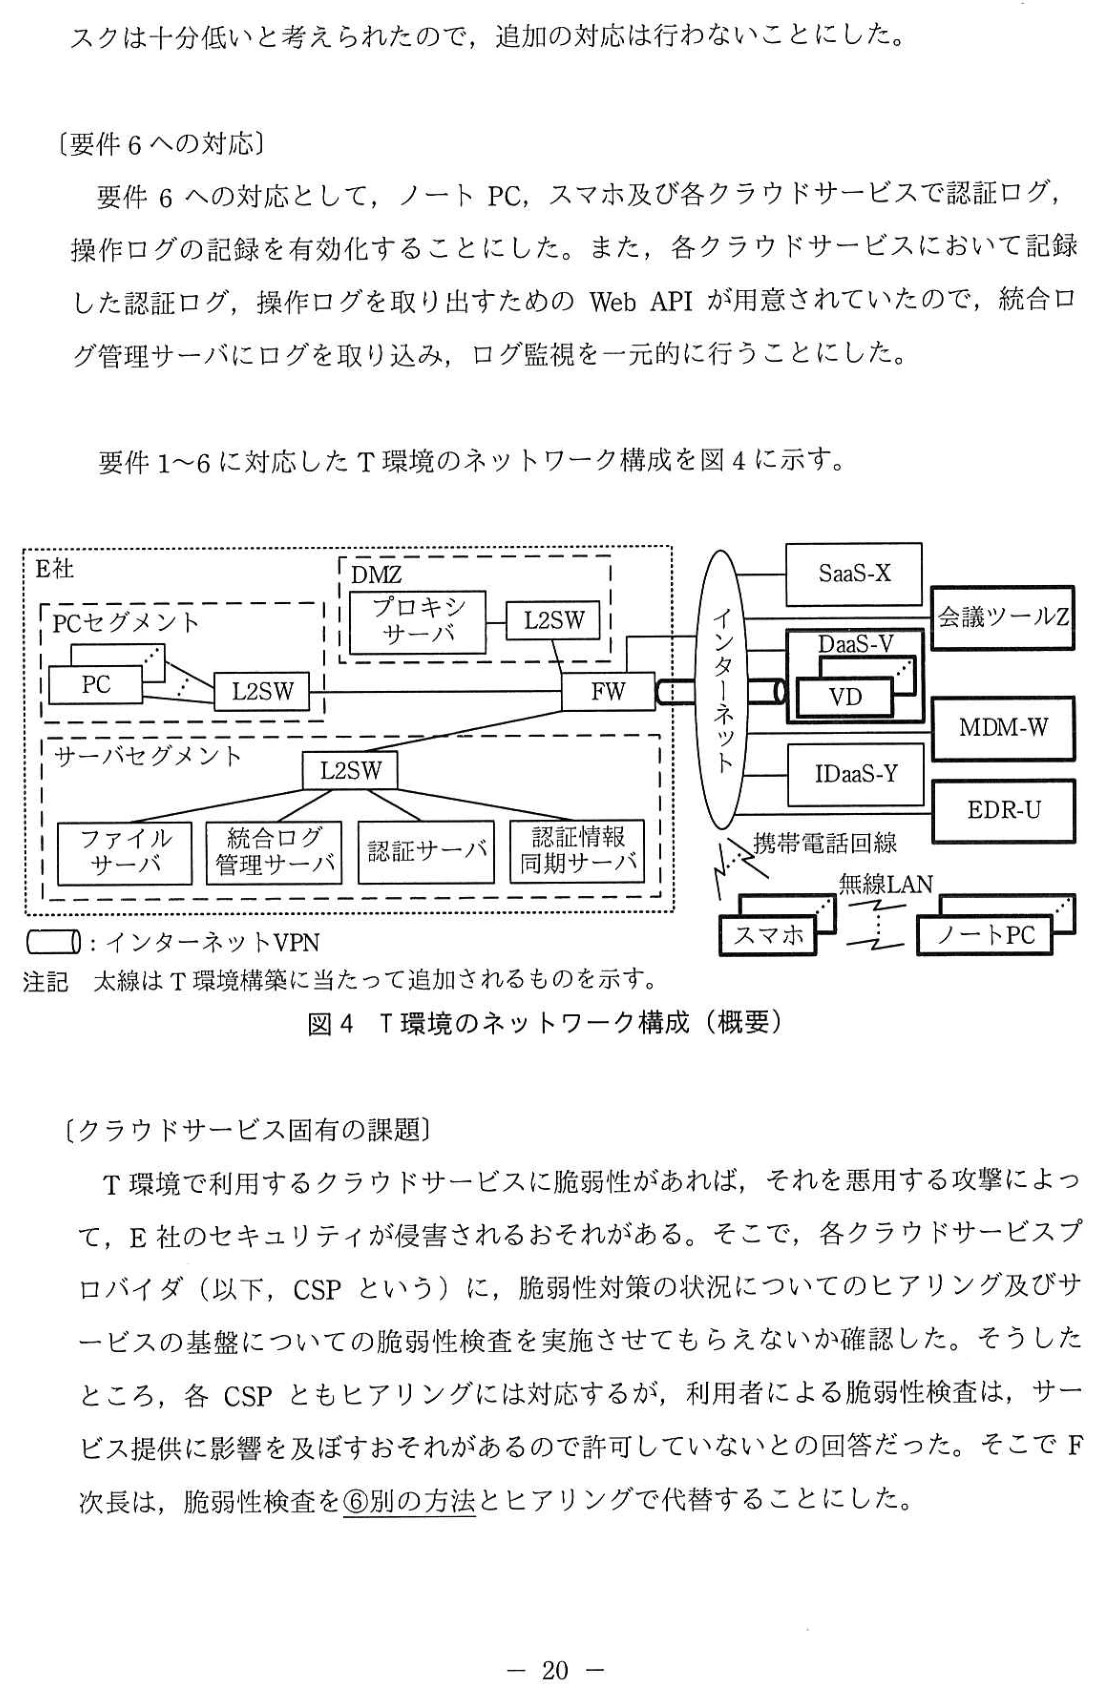 スクは十分低いと考えられたので，追加の対応は行わないことにした。
〔要件 6 への対応〕
要件 6 への対応として，ノート PC，スマホ及び各クラウドサービスで認証ログ，
操作ログの記録を有効化することにした。また，各クラウドサービスにおいて記録
した認証ログ，操作ログを取り出すための Web API が用意されていたので，統合ロ
グ管理サーバにログを取り込み，ログ監視を一元的に行うことにした。
要件 1～6 に対応した T 環境のネットワーク構成を図 4 に示す。
E社
DMZ
プロキシ
サーバ
L2SW
PCセグメント
PC
L2SW
FW
サーバセグメント
L2SW
ファイル
サーバ
統合ログ
管理サーバ
認証サーバ
認証情報
同期サーバ
インターネット
SaaS-X
会議ツールZ
DaaS-V
VD
MDM-W
IDaaS-Y
EDR-U
携帯電話回線
無線LAN
スマホ
ノートPC
：インターネットVPN
注記　太線は T 環境構築に当たって追加されるものを示す。
図 4　T 環境のネットワーク構成（概要）
〔クラウドサービス固有の課題〕
T 環境で利用するクラウドサービスに脆弱性があれば，それを悪用する攻撃によっ
て，E 社のセキュリティが侵害されるおそれがある。そこで，各クラウドサービスプ
ロバイダ（以下，CSP という）に，脆弱性対策の状況についてのヒアリング及びサ
ービスの基盤についての脆弱性検査を実施させてもらえないか確認した。そうした
ところ，各 CSP ともヒアリングには対応するが，利用者による脆弱性検査は，サー
ビス提供に影響を及ぼすおそれがあるので許可していないとの回答だった。そこで F
次長は，脆弱性検査を⑥別の方法とヒアリングで代替することにした。
－ 20 －